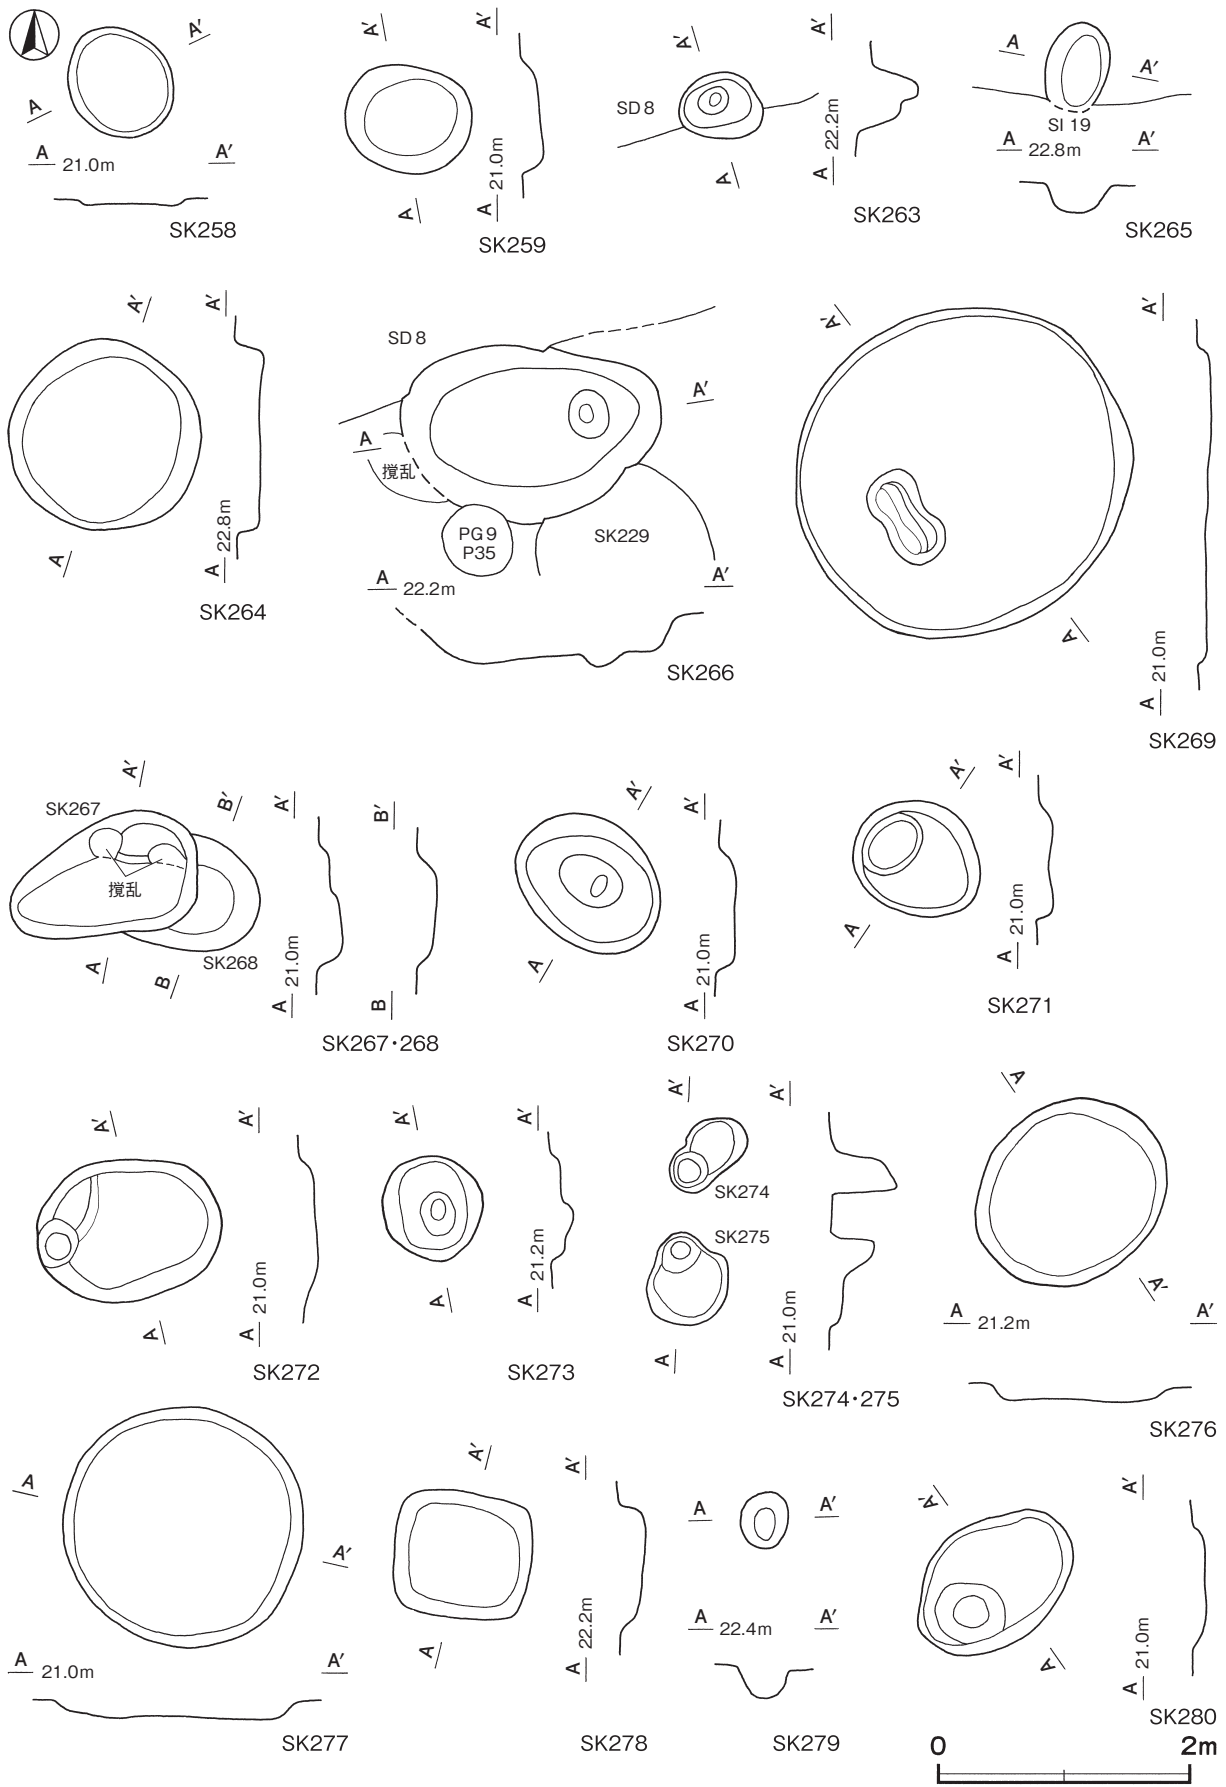 A A'
A 21.0m A'
SK258
A' A
A 21.0m A'
SK259
A' A
SD 8
A 22.2m A'
SK263
A A'
SI 19
A 22.8m A'
SK265
A' A
A 22.8m A'
SK264
SD 8
A A'
撹乱
PG 9
P35
SK229
A 22.2m A'
SK266
A' A
A 21.0m A'
SK269
A' B'
SK267
撹乱
SK268
A B
A 21.0m A'
B B'
SK267・268
A' A
A 21.0m A'
SK270
A' A
A 21.0m A'
SK271
A' A
A 21.0m A'
SK272
A' A
A 21.2m A'
SK273
A'
SK274
SK275
A
A 21.0m A'
SK274・275
A A'
A 21.2m A'
SK276
A A'
A 21.0m A'
SK277
A' A
A 22.2m A'
SK278
A A'
A 22.4m A'
SK279
A' A
A 21.0m A'
SK280
0 2m